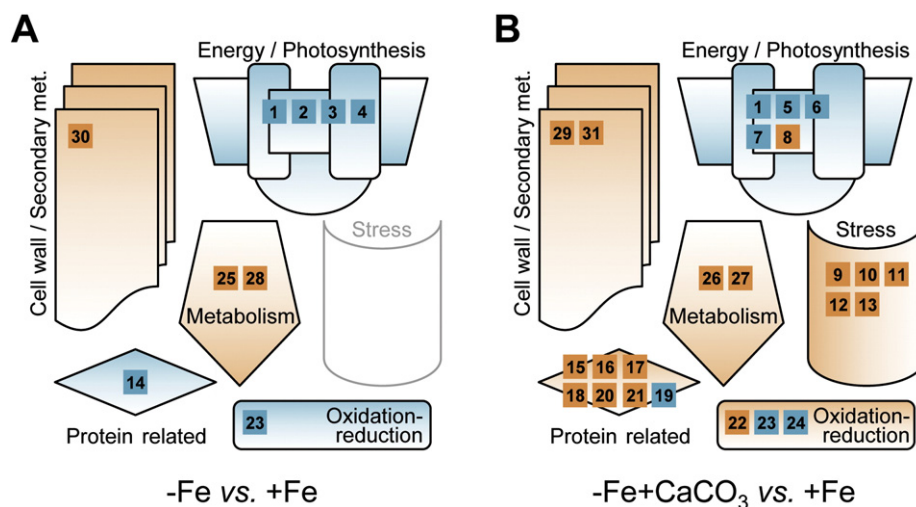 A
Energy / Photosynthesis
Cell wall / Secondary met.
30
1 2 3 4
Stress
25 28
Metabolism
14
Protein related
23
Oxidation-
reduction
-Fe vs. +Fe
B
Energy / Photosynthesis
Cell wall / Secondary met.
29 31
1 5 6
7 8
Stress
9 10 11
12 13
26 27
Metabolism
15 16 17
18 20 21 19
Protein related
22 23 24
Oxidation-
reduction
-Fe+CaCO₃ vs. +Fe